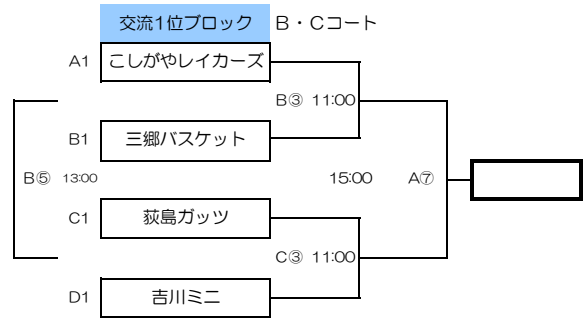 交流1位ブロック B・Cコート
A1 こしがやレイカーズ
B③ 11:00
B1 三郷バスケット
B⑤ 13:00 15:00 A⑦
C1 荻島ガッツ
C③ 11:00
D1 吉川ミニ